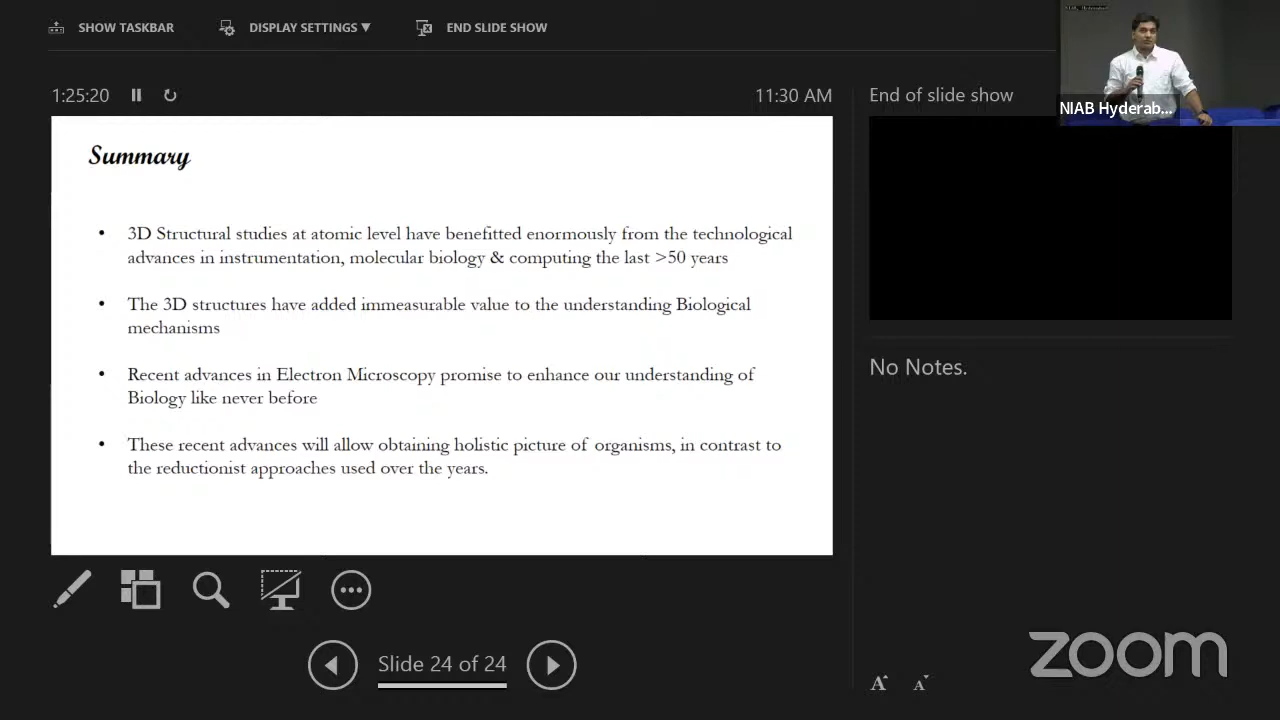 SHOW TASKBAR
DISPLAY SETTINGS ▼
END SLIDE SHOW
1:25:20
11:30 AM
End of slide show
NIAB Hyderab...
Summary
• 3D Structural studies at atomic level have benefitted enormously from the technological
advances in instrumentation, molecular biology & computing the last >50 years
• The 3D structures have added immeasurable value to the understanding Biological
mechanisms
• Recent advances in Electron Microscopy promise to enhance our understanding of
Biology like never before
• These recent advances will allow obtaining holistic picture of organisms, in contrast to
the reductionist approaches used over the years.
No Notes.
Slide 24 of 24
A A
zoom